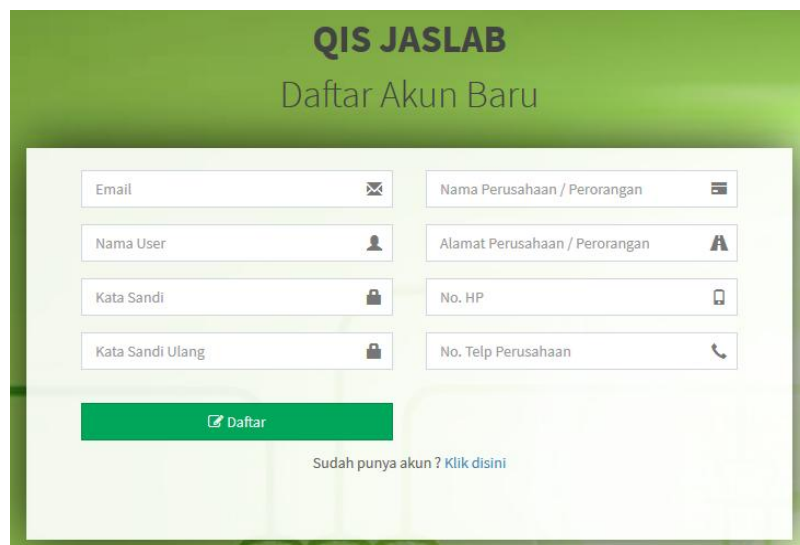 QIS JASLAB
Daftar Akun Baru
Email
Nama Perusahaan / Perorangan
Nama User
Alamat Perusahaan / Perorangan
Kata Sandi
No. HP
Kata Sandi Ulang
No. Telp Perusahaan
Daftar
Sudah punya akun ? Klik disini